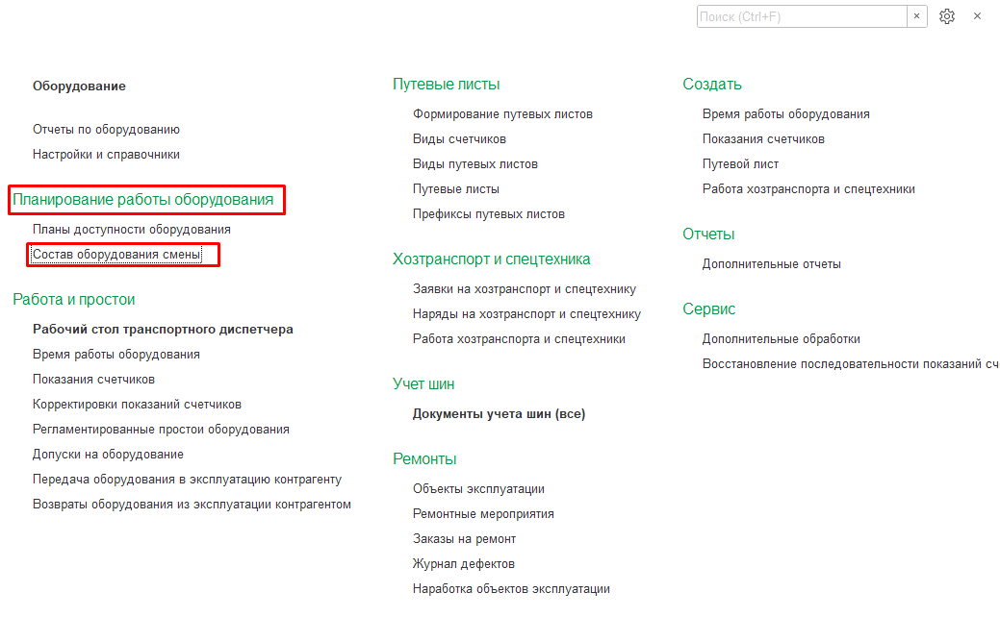 Поиск (Ctrl+F)
Оборудование
Отчеты по оборудованию
Настройки и справочники
Планирование работы оборудования
Планы доступности оборудования
Состав оборудования смены
Работа и простои
Рабочий стол транспортного диспетчера
Время работы оборудования
Показания счетчиков
Корректировки показаний счетчиков
Регламентированные простои оборудования
Допуски на оборудование
Передача оборудования в эксплуатацию контрагенту
Возвраты оборудования из эксплуатации контрагентом
Путевые листы
Формирование путевых листов
Виды счетчиков
Виды путевых листов
Путевые листы
Префиксы путевых листов
Хозтранспорт и спецтехника
Заявки на хозтранспорт и спецтехнику
Наряды на хозтранспорт и спецтехнику
Работа хозтранспорта и спецтехники
Учет шин
Документы учета шин (все)
Ремонты
Объекты эксплуатации
Ремонтные мероприятия
Заказы на ремонт
Журнал дефектов
Наработка объектов эксплуатации
Создать
Время работы оборудования
Показания счетчиков
Путевой лист
Работа хозтранспорта и спецтехники
Отчеты
Дополнительные отчеты
Сервис
Дополнительные обработки
Восстановление последовательности показаний сч